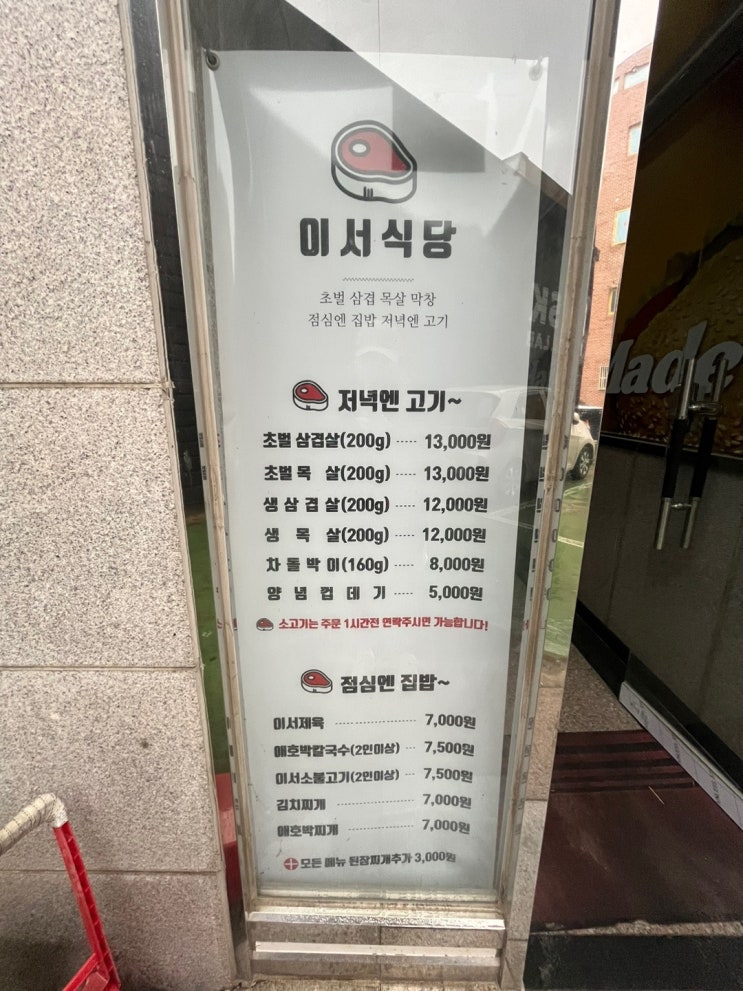 이서식당
초벌 삼겹 목살 막창
점심엔 집밥 저녁엔 고기
저녁엔 고기~
초벌 삼겹살(200g) ----- 13,000원
초벌 목 살(200g) ----- 13,000원
생 삼 겹 살(200g) ----- 12,000원
생 목 살(200g) ----- 12,000원
차 돌 박 이(160g) ----- 8,000원
양 념 껍 데 기 ----- 5,000원
소고기는 주문 1시간전 연락주시면 가능합니다!
점심엔 집밥~
이서제육 ----- 7,000원
애호박칼국수(2인이상) --- 7,500원
이서소불고기(2인이상) --- 7,500원
김치찌개 ----- 7,000원
애호박찌개 ----- 7,000원
모든 메뉴 된장찌개추가 3,000원
Made